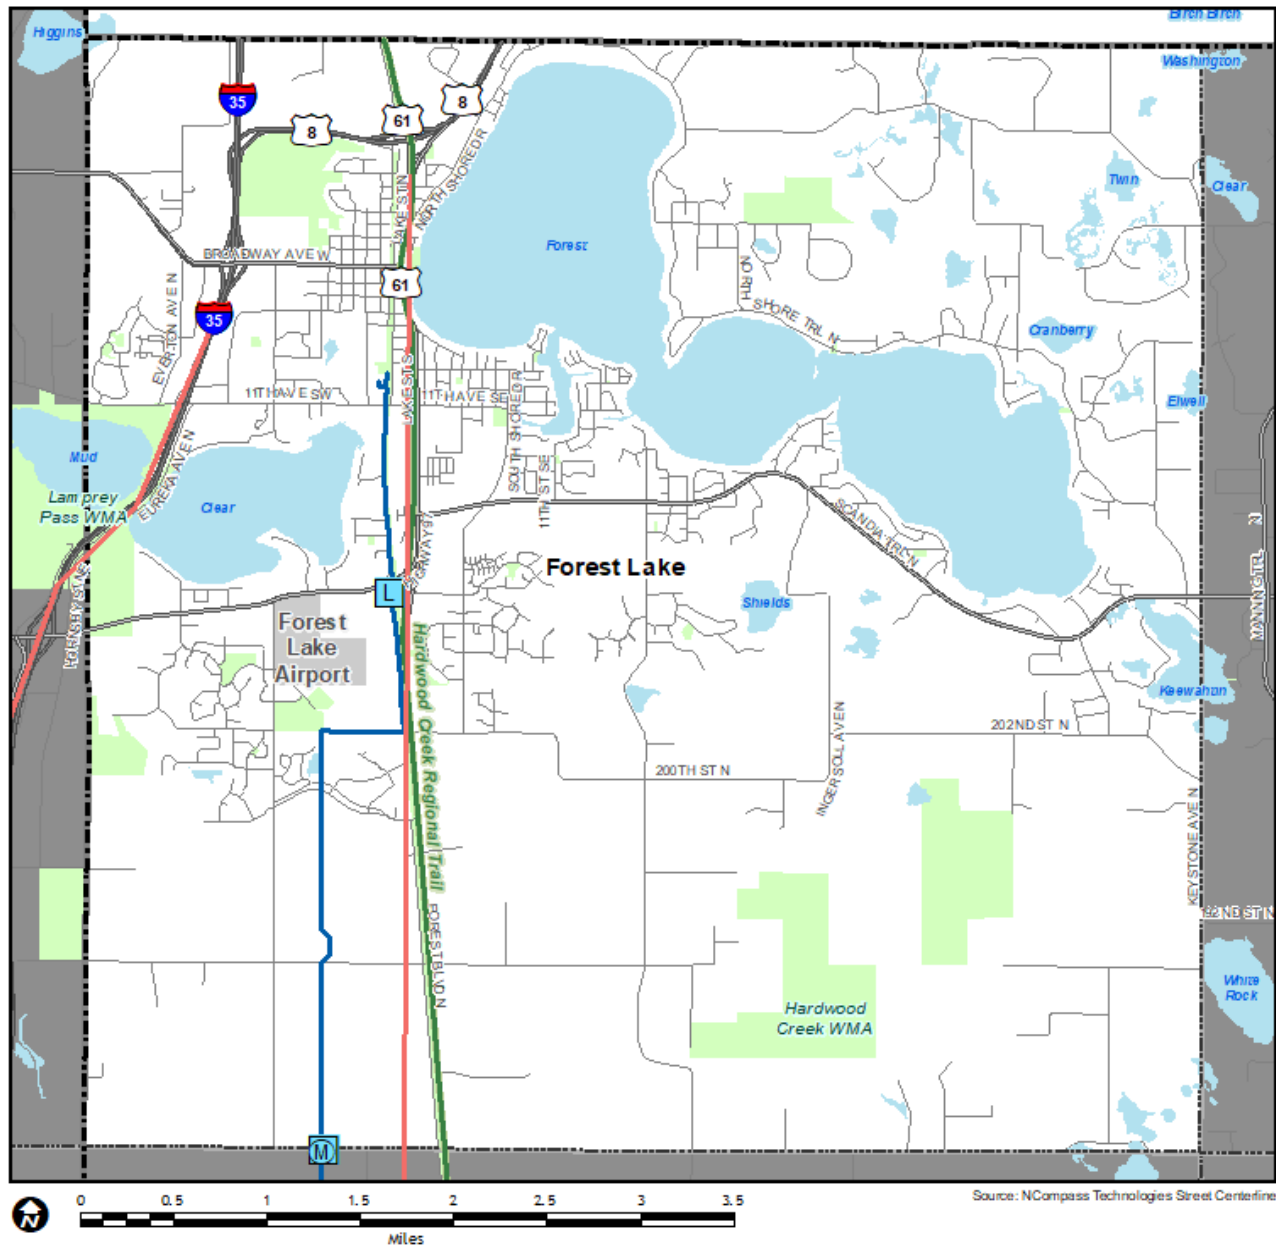 Birch Birch
Higgins
Washington
35
8
8
61
Twin
Clear
NORTH SHORE DR
LAKE ST N
Forest
BROADWAY AVE W
61
35
NORTH
SHORE TRL N
EVERTON AVE N
Cranberry
LAKE ST S
11TH AVE SW
11TH AVE SE
SOUTH SHORE DR
Elwell
Mud
EUREKA AVE N
11TH ST SE
Lamprey
Pass WMA
Clear
SCANDIA TRL N
MANNING TRL N
Forest Lake
L
Shields
HORNSBY ST NE
Forest
Lake
Airport
Hardwood Creek Regional Trail
Keewahtin
202ND ST N
200TH ST N
INGERSOLL AVE N
KEYSTONE AVE N
FOREST BLVD N
192ND ST N
White
Rock
Hardwood
Creek WMA
M
N
0 0.5 1 1.5 2 2.5 3 3.5
Miles
Source: NCompass Technologies Street Centerline